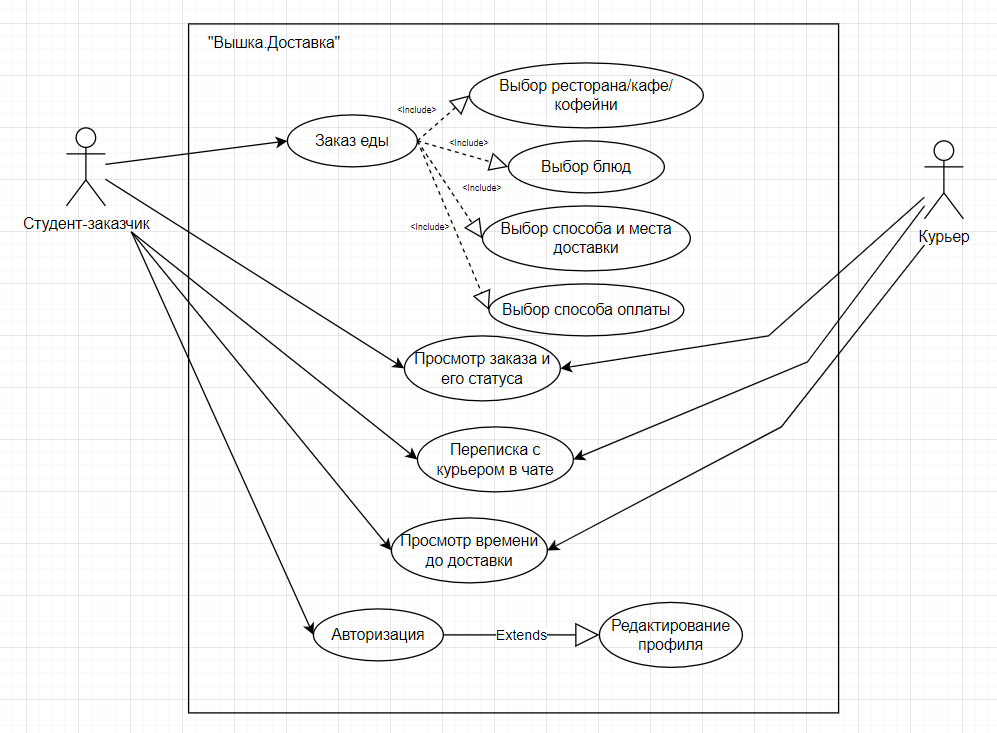 "Вышка.Доставка"
Выбор ресторана/кафе/
кофейни
<Include>
Заказ еды
<Include>
Выбор блюд
<Include>
Студент-заказчик
<Include>
Выбор способа и места
доставки
Курьер
Выбор способа оплаты
Просмотр заказа и
его статуса
Переписка с
курьером в чате
Просмотр времени
до доставки
Авторизация
Extends
Редактирование
профиля